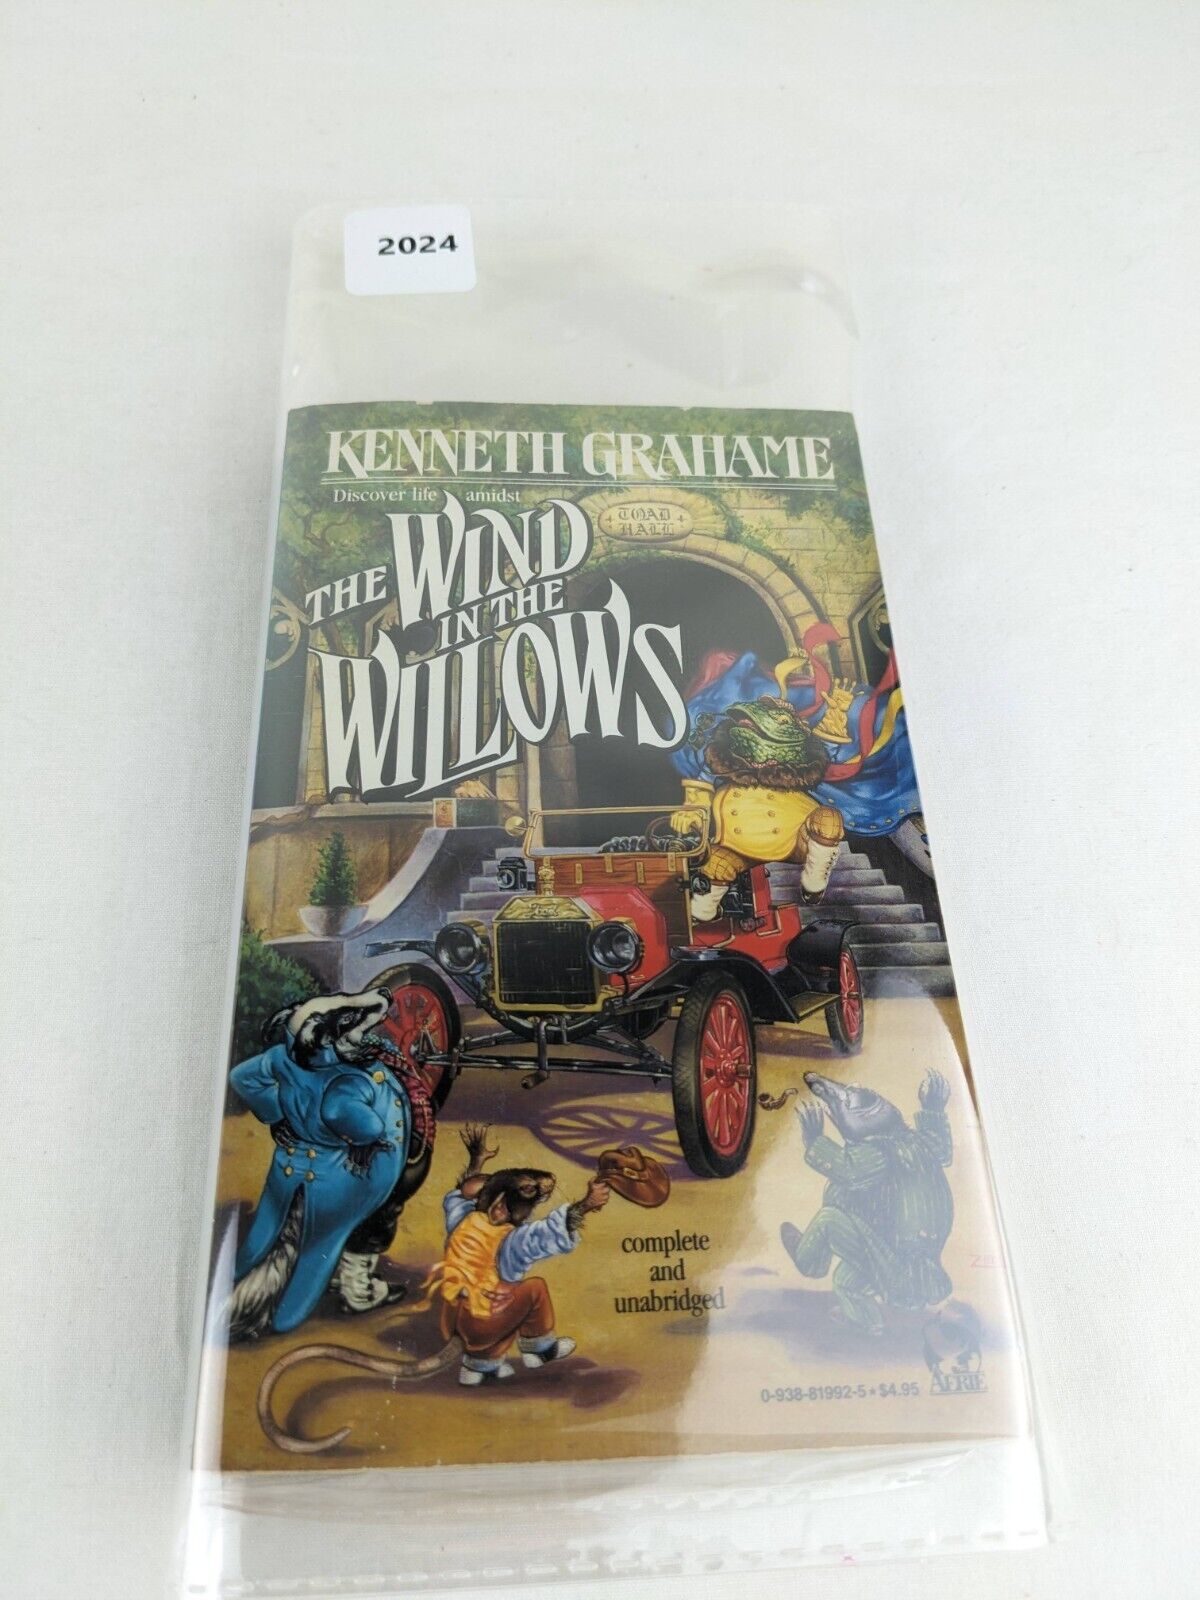 2024
KENNETH GRAHAME
Discover life amidst
THE WIND
IN THE
WILLOWS
TOAD
HALL
Ford
complete
and
unabridged
0-938-81992-5★$4.95
AERIE